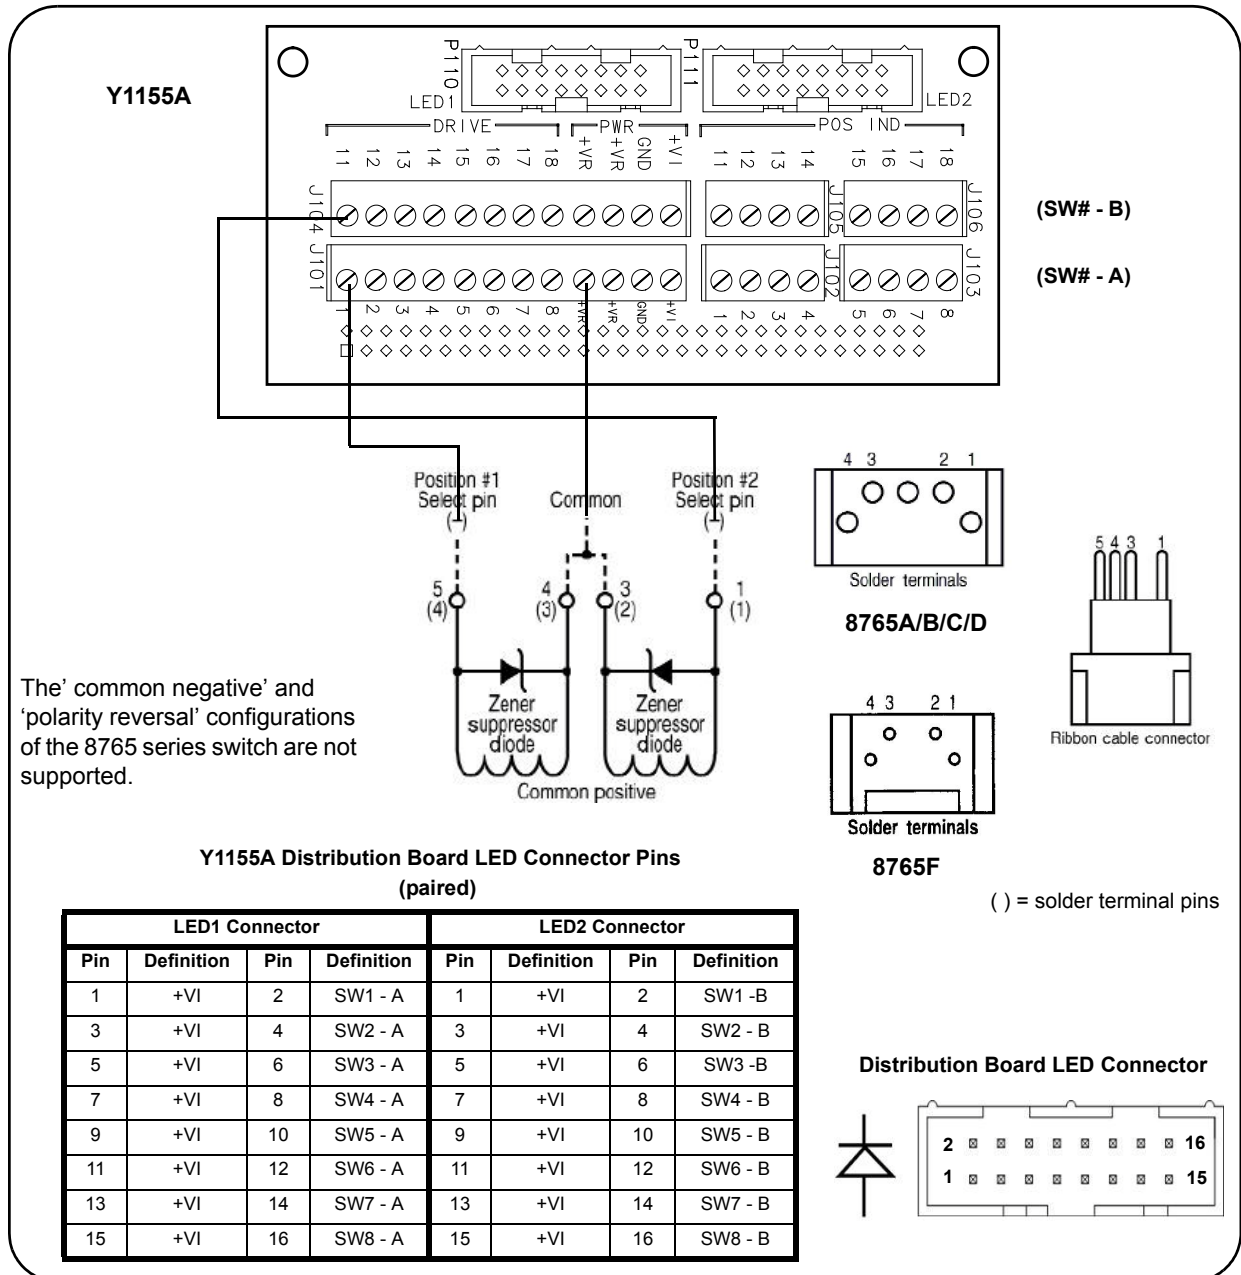 Y1155A
P110
P111
LED1
LED2
DRIVE
PWR
POS IND
11 12 13 14 15 16 17 18 +VR +VR GND +VI 11 12 13 14 15 16 17 18
J104
J105
J106
(SW# - B)
J101
J102
J103
(SW# - A)
1 2 3 4 5 6 7 8 +VR +VR GND +VI 1 2 3 4 5 6 7 8
Position #1
Select pin
(-)
Common
Position #2
Select pin
(-)
5
(4)
4
(3)
3
(2)
1
(1)
Zener
suppressor
diode
Zener
suppressor
diode
Common positive
4 3 2 1
Solder terminals
8765A/B/C/D
5 4 3 1
Ribbon cable connector
4 3 2 1
Solder terminals
8765F
( ) = solder terminal pins
The' common negative' and
'polarity reversal' configurations
of the 8765 series switch are not
supported.
Y1155A Distribution Board LED Connector Pins
(paired)
LED1 Connector LED2 Connector
Pin Definition Pin Definition Pin Definition Pin Definition
1 +VI 2 SW1 - A 1 +VI 2 SW1 -B
3 +VI 4 SW2 - A 3 +VI 4 SW2 - B
5 +VI 6 SW3 - A 5 +VI 6 SW3 -B
7 +VI 8 SW4 - A 7 +VI 8 SW4 - B
9 +VI 10 SW5 - A 9 +VI 10 SW5 - B
11 +VI 12 SW6 - A 11 +VI 12 SW6 - B
13 +VI 14 SW7 - A 13 +VI 14 SW7 - B
15 +VI 16 SW8 - A 15 +VI 16 SW8 - B
Distribution Board LED Connector
2 16
1 15